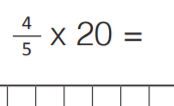 4/5 x 20 =